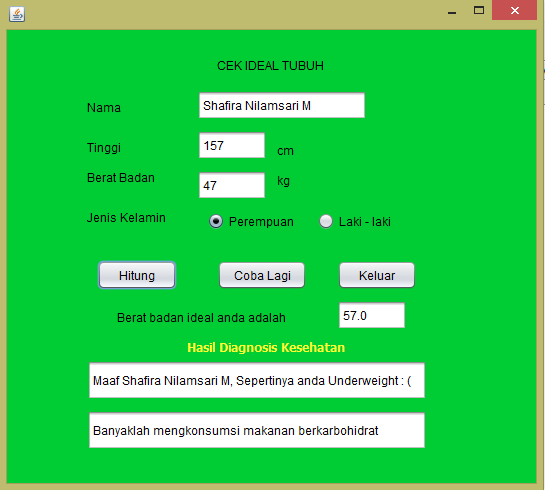 CEK IDEAL TUBUH
Nama Shafira Nilamsari M
Tinggi 157 cm
Berat Badan 47 kg
Jenis Kelamin Perempuan Laki - laki
Hitung Coba Lagi Keluar
Berat badan ideal anda adalah 57.0
Hasil Diagnosis Kesehatan
Maaf Shafira Nilamsari M, Sepertinya anda Underweight : (
Banyaklah mengkonsumsi makanan berkarbohidrat